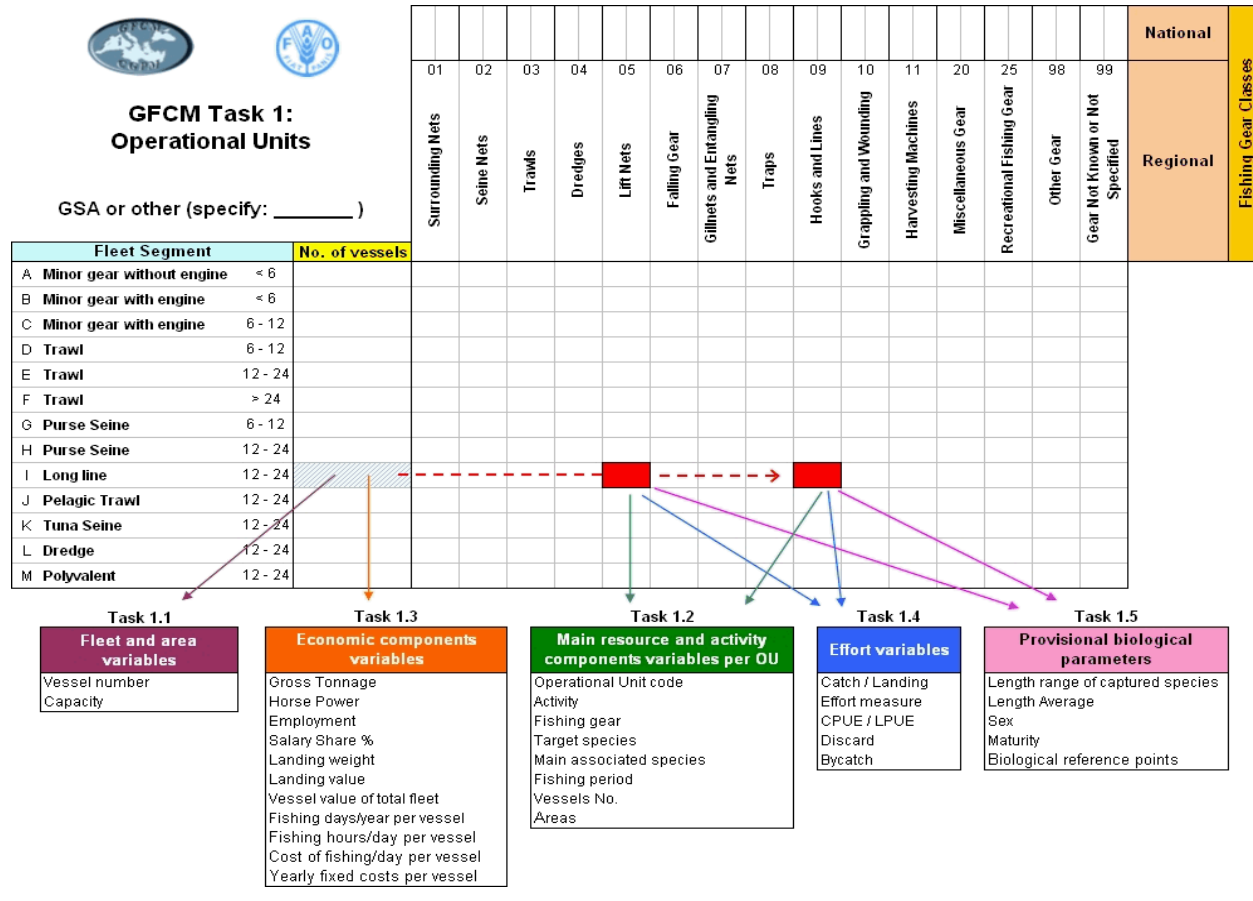 GFCM
FAO
FIAT PANIS
GFCM Task 1:
Operational Units
GSA or other (specify: _______ )
National
Regional
Fishing Gear Classes
01 02 03 04 05 06 07 08 09 10 11 20 25 98 99
Surrounding Nets
Seine Nets
Trawls
Dredges
Lift Nets
Falling Gear
Gillnets and Entangling
Nets
Traps
Hooks and Lines
Grappling and Wounding
Harvesting Machines
Miscellaneous Gear
Recreational Fishing Gear
Other Gear
Gear Not Known or Not
Specified
Fleet Segment No. of vessels
A Minor gear without engine < 6
B Minor gear with engine < 6
C Minor gear with engine 6 - 12
D Trawl 6 - 12
E Trawl 12 - 24
F Trawl > 24
G Purse Seine 6 - 12
H Purse Seine 12 - 24
I Long line 12 - 24
J Pelagic Trawl 12 - 24
K Tuna Seine 12 - 24
L Dredge 12 - 24
M Polyvalent 12 - 24
Task 1.1
Fleet and area
variables
Vessel number
Capacity
Task 1.3
Economic components
variables
Gross Tonnage
Horse Power
Employment
Salary Share %
Landing weight
Landing value
Vessel value of total fleet
Fishing days/year per vessel
Fishing hours/day per vessel
Cost of fishing/day per vessel
Yearly fixed costs per vessel
Task 1.2
Main resource and activity
components variables per OU
Operational Unit code
Activity
Fishing gear
Target species
Main associated species
Fishing period
Vessels No.
Areas
Task 1.4
Effort variables
Catch / Landing
Effort measure
CPUE / LPUE
Discard
Bycatch
Task 1.5
Provisional biological
parameters
Length range of captured species
Length Average
Sex
Maturity
Biological reference points